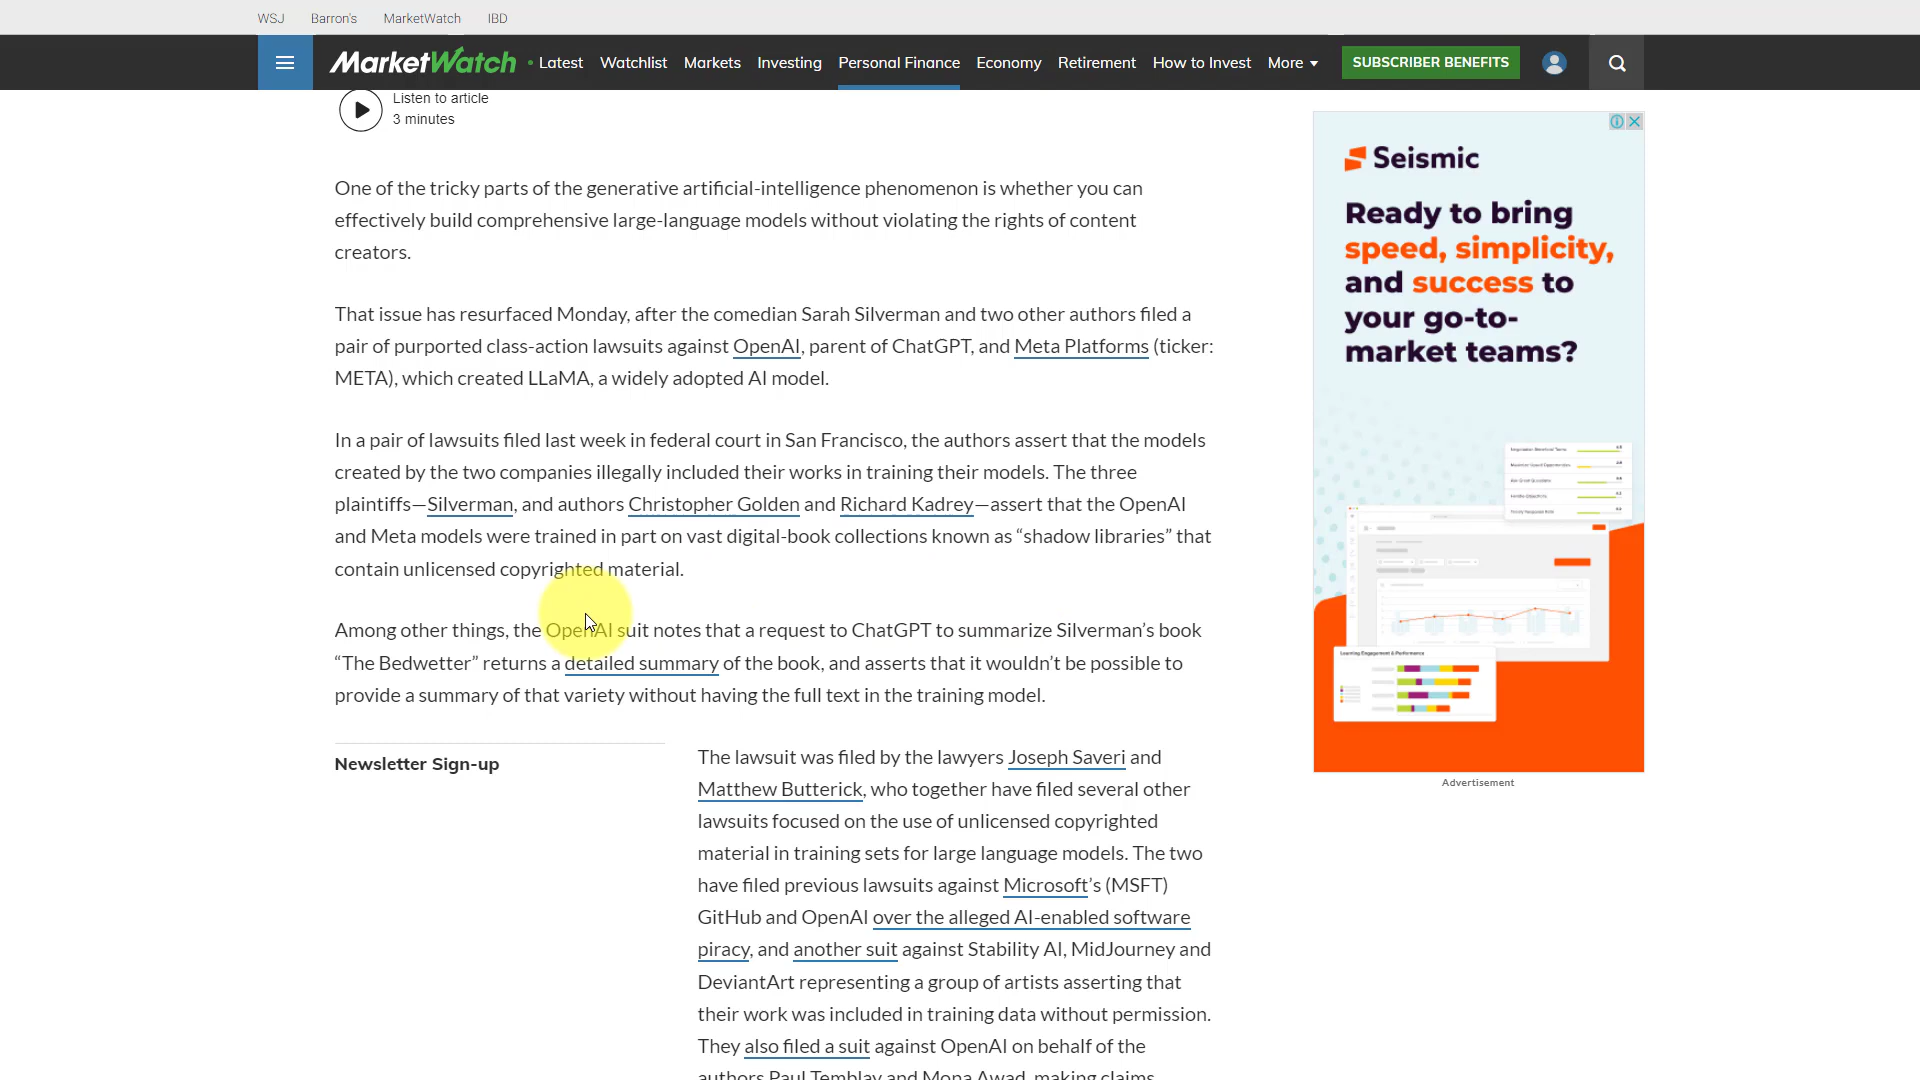 WSJ Barron's MarketWatch IBD
MarketWatch Latest Watchlist Markets Investing Personal Finance Economy Retirement How to Invest More SUBSCRIBER BENEFITS
Listen to article
3 minutes
One of the tricky parts of the generative artificial-intelligence phenomenon is whether you can
effectively build comprehensive large-language models without violating the rights of content
creators.
That issue has resurfaced Monday, after the comedian Sarah Silverman and two other authors filed a
pair of purported class-action lawsuits against OpenAI, parent of ChatGPT, and Meta Platforms (ticker:
META), which created LLaMA, a widely adopted AI model.
In a pair of lawsuits filed last week in federal court in San Francisco, the authors assert that the models
created by the two companies illegally included their works in training their models. The three
plaintiffs—Silverman, and authors Christopher Golden and Richard Kadrey—assert that the OpenAI
and Meta models were trained in part on vast digital-book collections known as “shadow libraries” that
contain unlicensed copyrighted material.
Among other things, the OpenAI suit notes that a request to ChatGPT to summarize Silverman’s book
“The Bedwetter” returns a detailed summary of the book, and asserts that it wouldn’t be possible to
provide a summary of that variety without having the full text in the training model.
Newsletter Sign-up
The lawsuit was filed by the lawyers Joseph Saveri and
Matthew Butterick, who together have filed several other
lawsuits focused on the use of unlicensed copyrighted
material in training sets for large language models. The two
have filed previous lawsuits against Microsoft’s (MSFT)
GitHub and OpenAI over the alleged AI-enabled software
piracy, and another suit against Stability AI, MidJourney and
DeviantArt representing a group of artists asserting that
their work was included in training data without permission.
They also filed a suit against OpenAI on behalf of the
authors Paul Temblay and Mona Awad, making claims
Seismic
Ready to bring
speed, simplicity,
and success to
your go-to-
market teams?
Learning Engagement & Performance
Advertisement